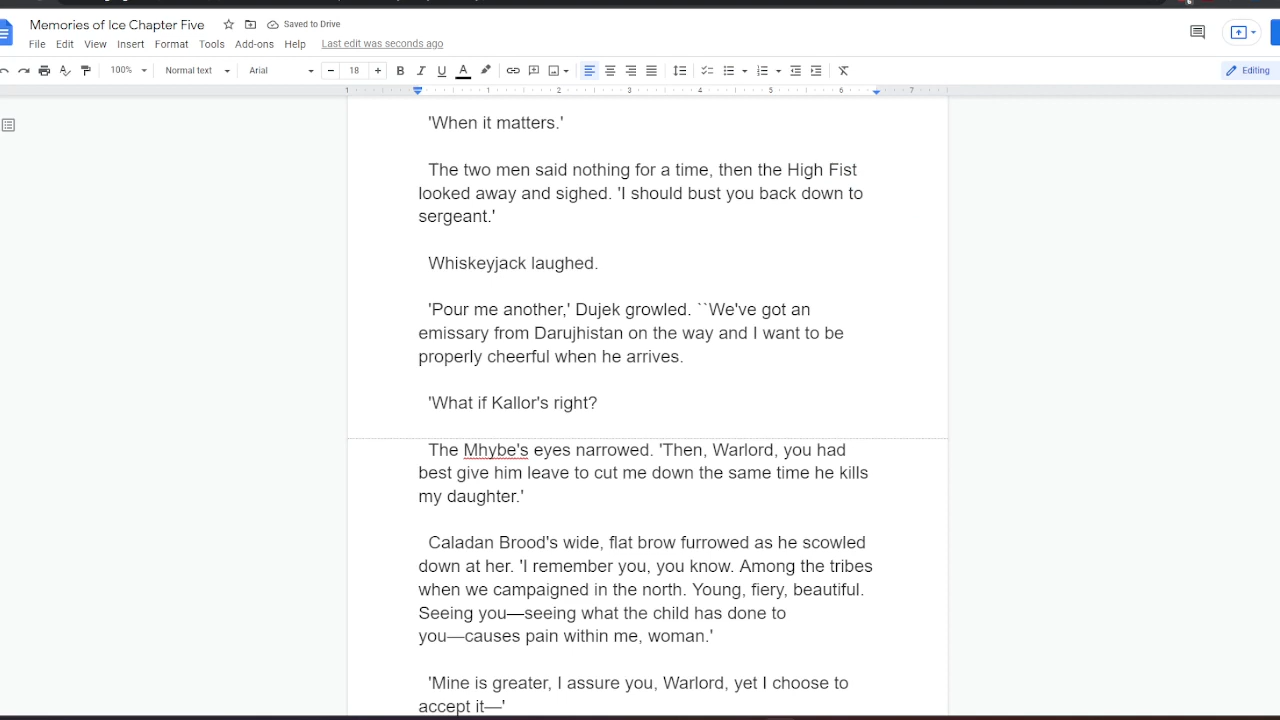 Memories of Ice Chapter Five
Saved to Drive
File Edit View Insert Format Tools Add-ons Help Last edit was seconds ago
100% Normal text Arial 18 B I U A Editing
1 1 2 3 4 5 6 7
'When it matters.'
The two men said nothing for a time, then the High Fist
looked away and sighed. 'I should bust you back down to
sergeant.'
Whiskeyjack laughed.
'Pour me another,' Dujek growled. ``We've got an
emissary from Darujhistan on the way and I want to be
properly cheerful when he arrives.
'What if Kallor's right?
The Mhybe's eyes narrowed. 'Then, Warlord, you had
best give him leave to cut me down the same time he kills
my daughter.'
Caladan Brood's wide, flat brow furrowed as he scowled
down at her. 'I remember you, you know. Among the tribes
when we campaigned in the north. Young, fiery, beautiful.
Seeing you—seeing what the child has done to
you—causes pain within me, woman.'
'Mine is greater, I assure you, Warlord, yet I choose to
accept it—'